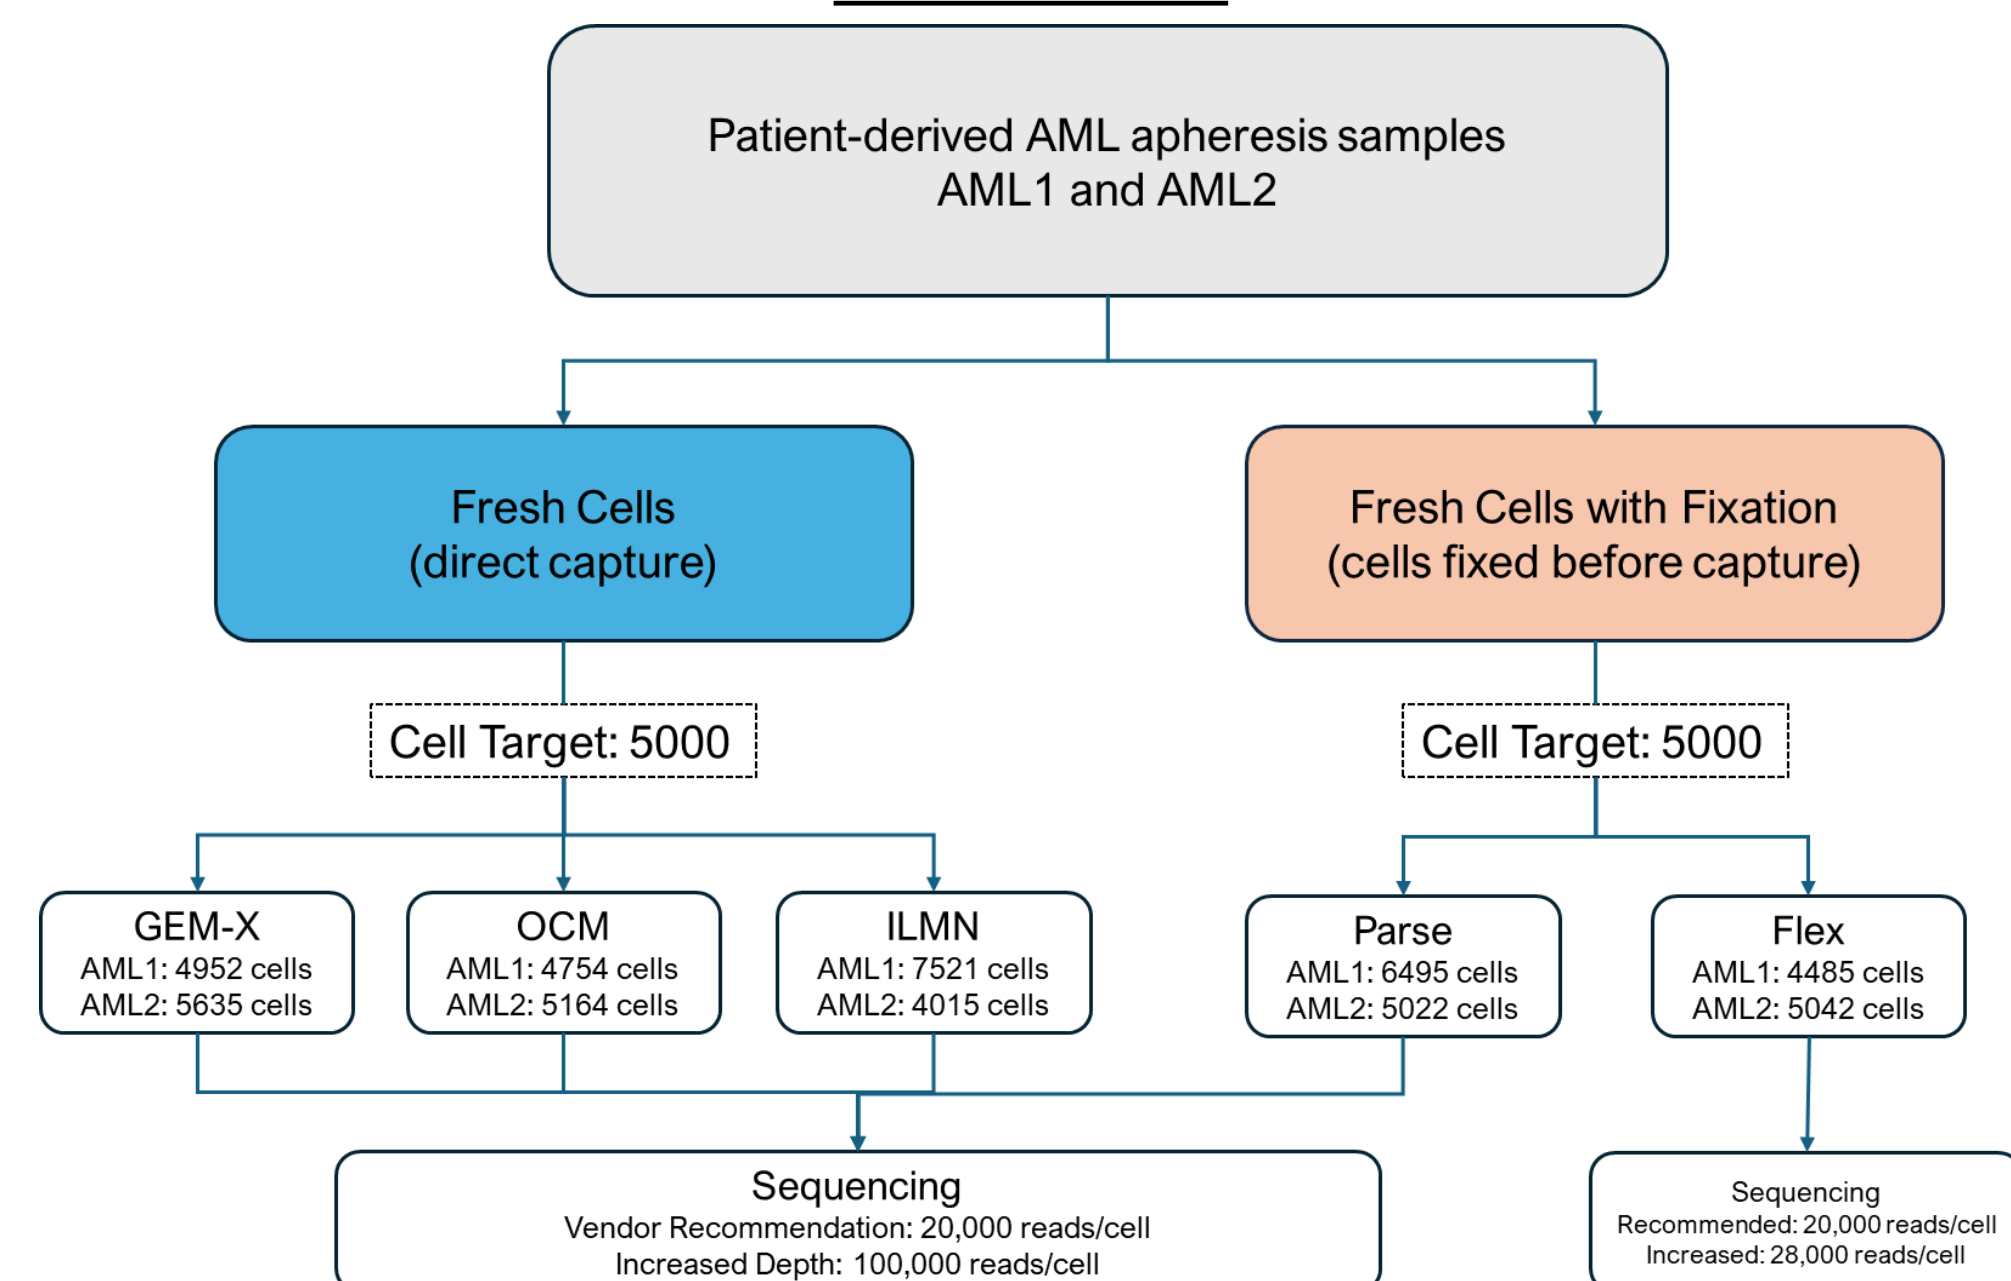 Patient-derived AML apheresis samples
AML1 and AML2
Fresh Cells
(direct capture)
Fresh Cells with Fixation
(cells fixed before capture)
Cell Target: 5000
Cell Target: 5000
GEM-X
AML1: 4952 cells
AML2: 5635 cells
OCM
AML1: 4754 cells
AML2: 5164 cells
ILMN
AML1: 7521 cells
AML2: 4015 cells
Parse
AML1: 6495 cells
AML2: 5022 cells
Flex
AML1: 4485 cells
AML2: 5042 cells
Sequencing
Vendor Recommendation: 20,000 reads/cell
Increased Depth: 100,000 reads/cell
Sequencing
Recommended: 20,000 reads/cell
Increased: 28,000 reads/cell